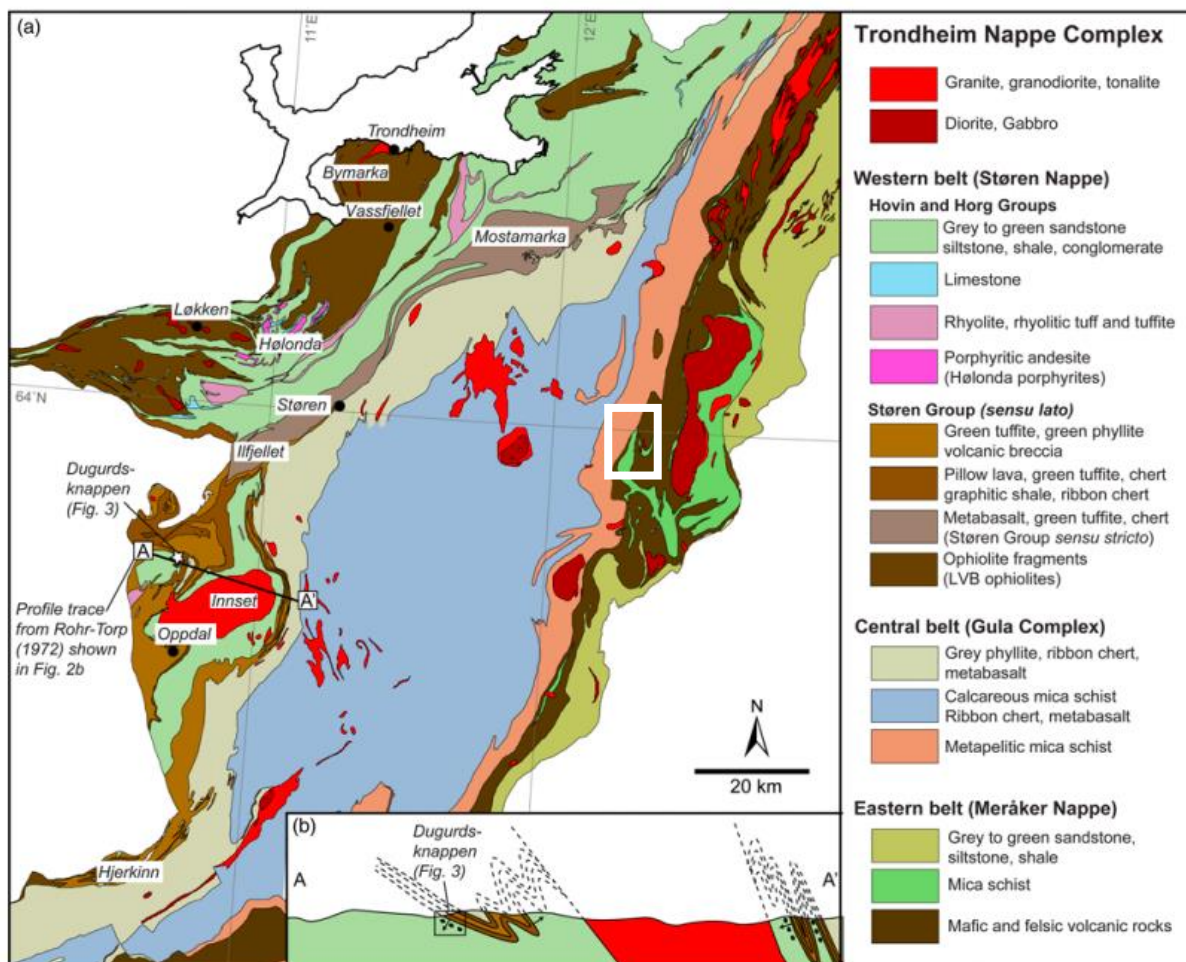 (a)
11°E
12°E
Trondheim
Bymarka
Vassfjellet
Mostamarka
Løkken
Hølonda
64°N
Støren
Ilfjellet
Dugurds-
knappen
(Fig. 3)
A
A'
Innset
Oppdal
Profile trace
from Rohr-Torp
(1972) shown
in Fig. 2b
N
20 km
Hjerkinn
(b)
Dugurds-
knappen
(Fig. 3)
A
A'
Trondheim Nappe Complex
Granite, granodiorite, tonalite
Diorite, Gabbro
Western belt (Støren Nappe)
Hovin and Horg Groups
Grey to green sandstone
siltstone, shale, conglomerate
Limestone
Rhyolite, rhyolitic tuff and tuffite
Porphyritic andesite
(Hølonda porphyrites)
Støren Group (sensu lato)
Green tuffite, green phyllite
volcanic breccia
Pillow lava, green tuffite, chert
graphitic shale, ribbon chert
Metabasalt, green tuffite, chert
(Støren Group sensu stricto)
Ophiolite fragments
(LVB ophiolites)
Central belt (Gula Complex)
Grey phyllite, ribbon chert,
metabasalt
Calcareous mica schist
Ribbon chert, metabasalt
Metapelitic mica schist
Eastern belt (Meråker Nappe)
Grey to green sandstone,
siltstone, shale
Mica schist
Mafic and felsic volcanic rocks